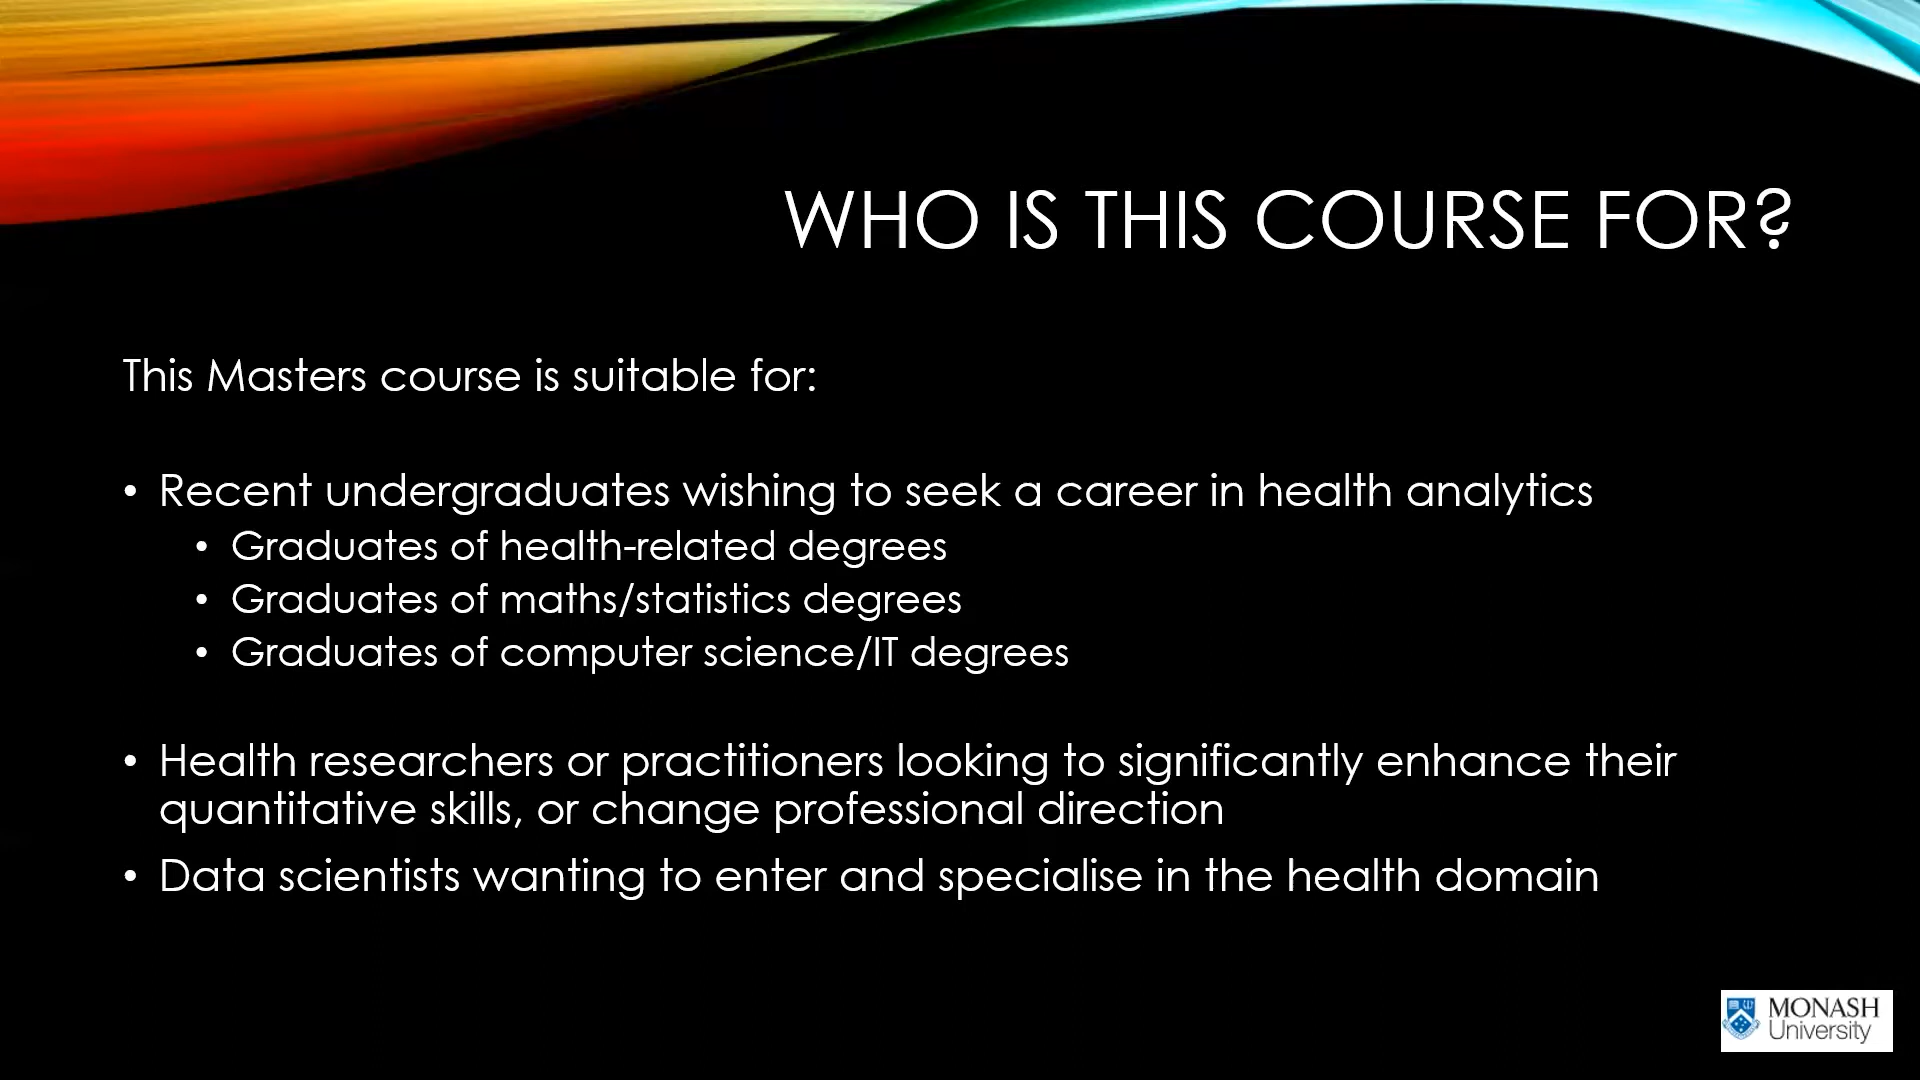 WHO IS THIS COURSE FOR?
This Masters course is suitable for:
• Recent undergraduates wishing to seek a career in health analytics
• Graduates of health-related degrees
• Graduates of maths/statistics degrees
• Graduates of computer science/IT degrees
• Health researchers or practitioners looking to significantly enhance their
quantitative skills, or change professional direction
• Data scientists wanting to enter and specialise in the health domain
MONASH
University